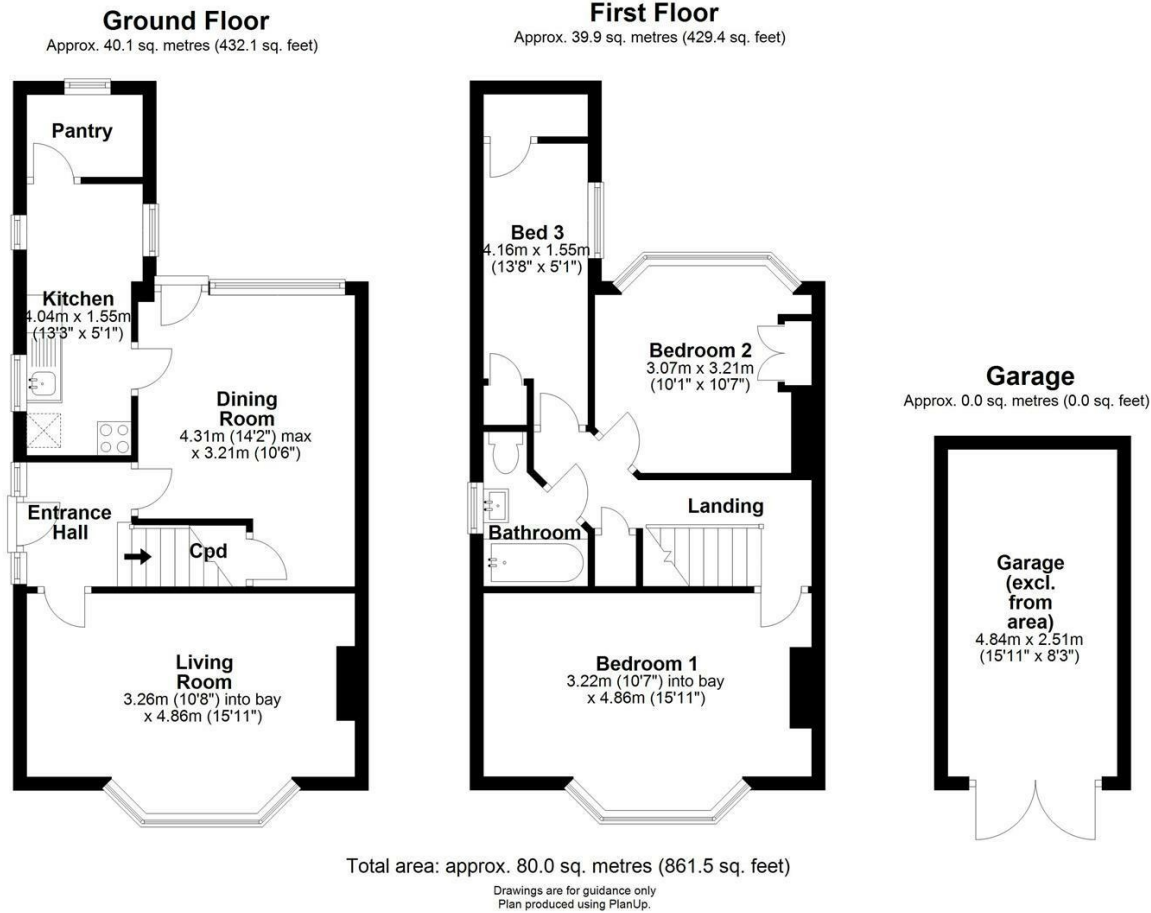 Ground Floor
Approx. 40.1 sq. metres (432.1 sq. feet)
Pantry
Kitchen
4.04m x 1.55m
(13'3" x 5'1")
Dining
Room
4.31m (14'2") max
x 3.21m (10'6")
Entrance
Hall
Cpd
Living
Room
3.26m (10'8") into bay
x 4.86m (15'11")
First Floor
Approx. 39.9 sq. metres (429.4 sq. feet)
Bed 3
4.16m x 1.55m
(13'8" x 5'1")
Bedroom 2
3.07m x 3.21m
(10'1" x 10'7")
Landing
Bathroom
Bedroom 1
3.22m (10'7") into bay
x 4.86m (15'11")
Garage
Approx. 0.0 sq. metres (0.0 sq. feet)
Garage
(excl.
from
area)
4.84m x 2.51m
(15'11" x 8'3")
Total area: approx. 80.0 sq. metres (861.5 sq. feet)
Drawings are for guidance only
Plan produced using PlanUp.